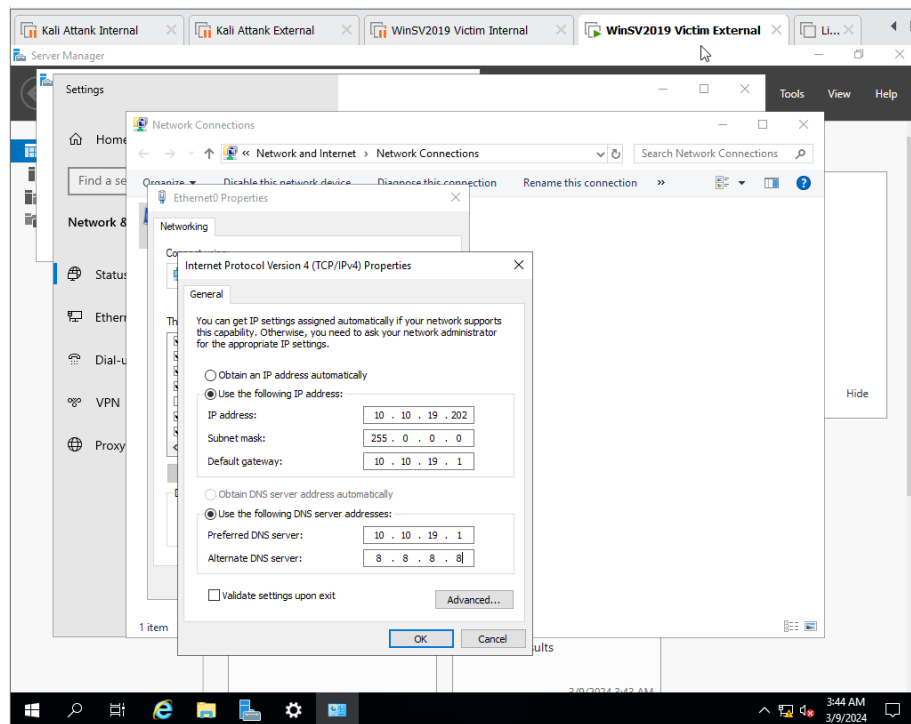 Kali Attank Internal
Kali Attank External
WinSV2019 Victim Internal
WinSV2019 Victim External
Li...
Server Manager
Tools View Help
Settings
Home
Find a se
Network &
Status
Ethern
Dial-u
VPN
Proxy
Network Connections
« Network and Internet › Network Connections
Search Network Connections
Organize
Disable this network device
Diagnose this connection
Rename this connection
»
Ethernet0 Properties
Networking
Internet Protocol Version 4 (TCP/IPv4) Properties
General
You can get IP settings assigned automatically if your network supports
this capability. Otherwise, you need to ask your network administrator
for the appropriate IP settings.
Obtain an IP address automatically
Use the following IP address:
IP address: 10 . 10 . 19 . 202
Subnet mask: 255 . 0 . 0 . 0
Default gateway: 10 . 10 . 19 . 1
Obtain DNS server address automatically
Use the following DNS server addresses:
Preferred DNS server: 10 . 10 . 19 . 1
Alternate DNS server: 8 . 8 . 8 . 8
Validate settings upon exit
Advanced...
OK
Cancel
Hide
1 item
3:44 AM
3/9/2024